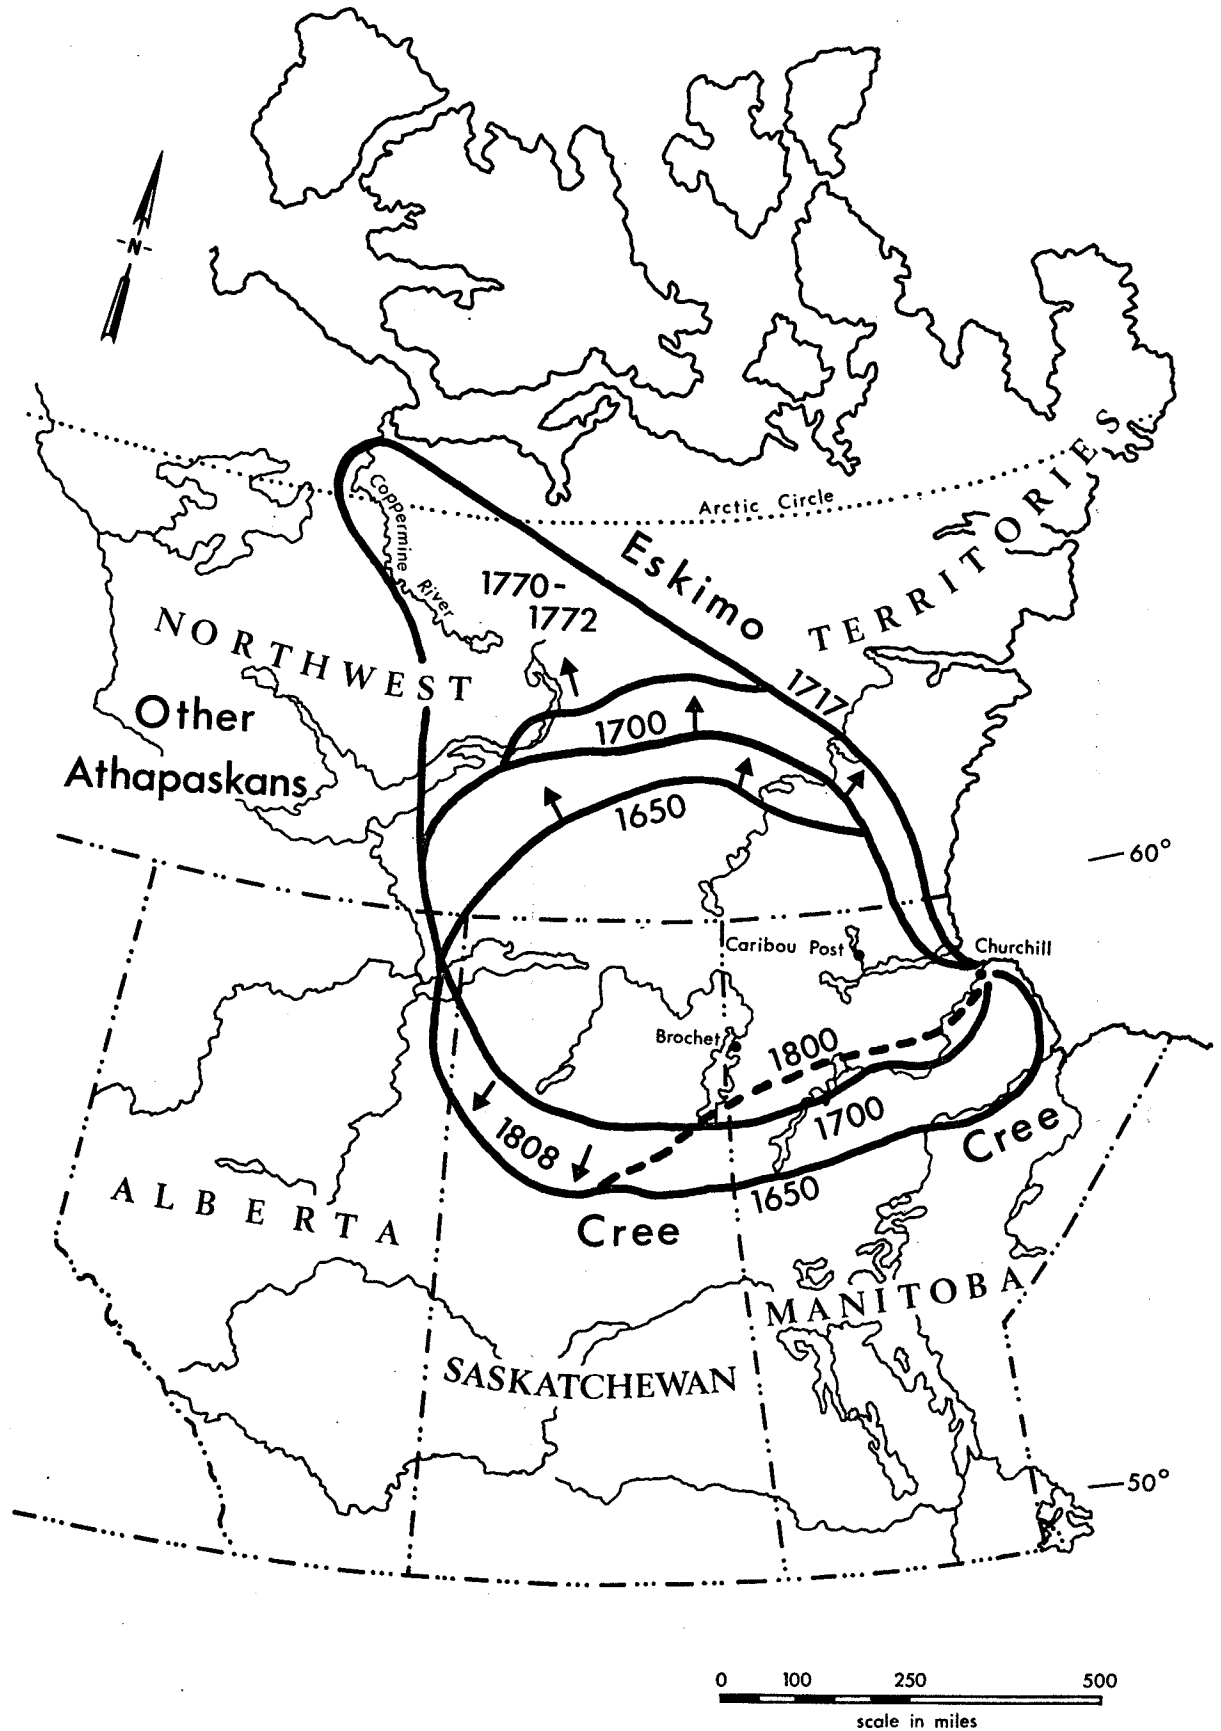 -N-
Arctic Circle
Coppermine
River
Eskimo
1770-
1772
NORTHWEST
TERRITORIES
Other
Athapaskans
1717
1700
1650
60°
Caribou Post
Churchill
Brochet
1800
1700
1808
1650
Cree
Cree
ALBERTA
MANITOBA
SASKATCHEWAN
50°
0 100 250 500
scale in miles